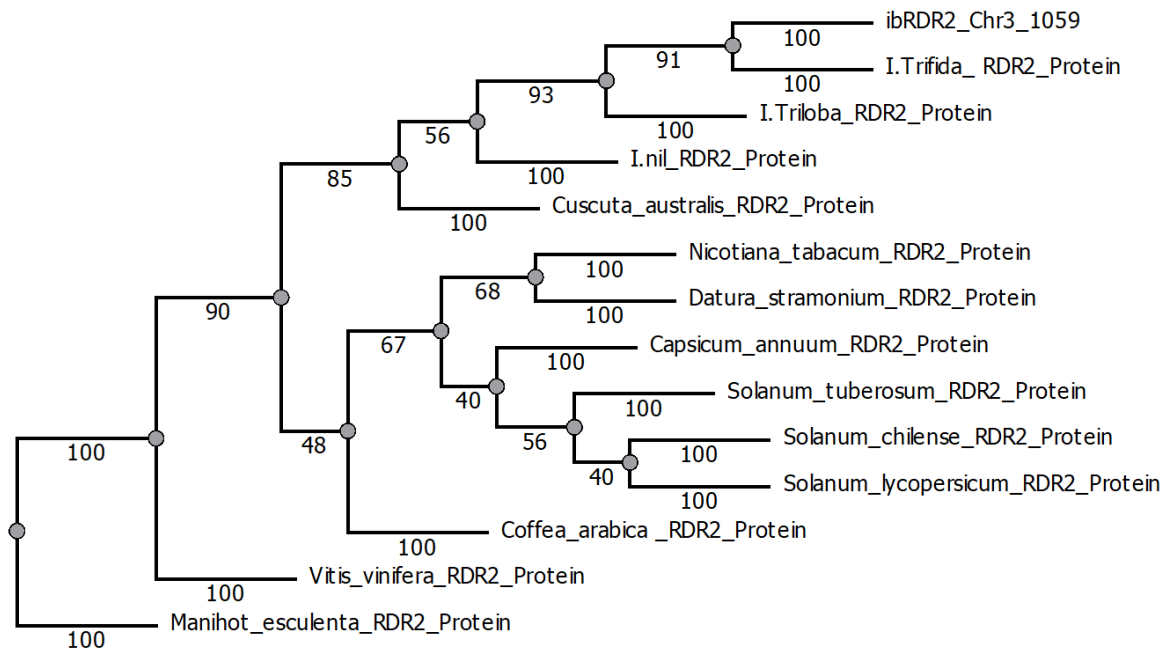 ibRDR2_Chr3_1059
100
91
I.Trifida_ RDR2_Protein
100
93
I.Triloba_RDR2_Protein
100
56
I.nil_RDR2_Protein
100
85
Cuscuta_australis_RDR2_Protein
100
Nicotiana_tabacum_RDR2_Protein
100
68
Datura_stramonium_RDR2_Protein
90
100
67
Capsicum_annuum_RDR2_Protein
100
40
Solanum_tuberosum_RDR2_Protein
100
Solanum_chilense_RDR2_Protein
48
56
100
100
40
Solanum_lycopersicum_RDR2_Protein
100
Coffea_arabica _RDR2_Protein
100
Vitis_vinifera_RDR2_Protein
100
Manihot_esculenta_RDR2_Protein
100